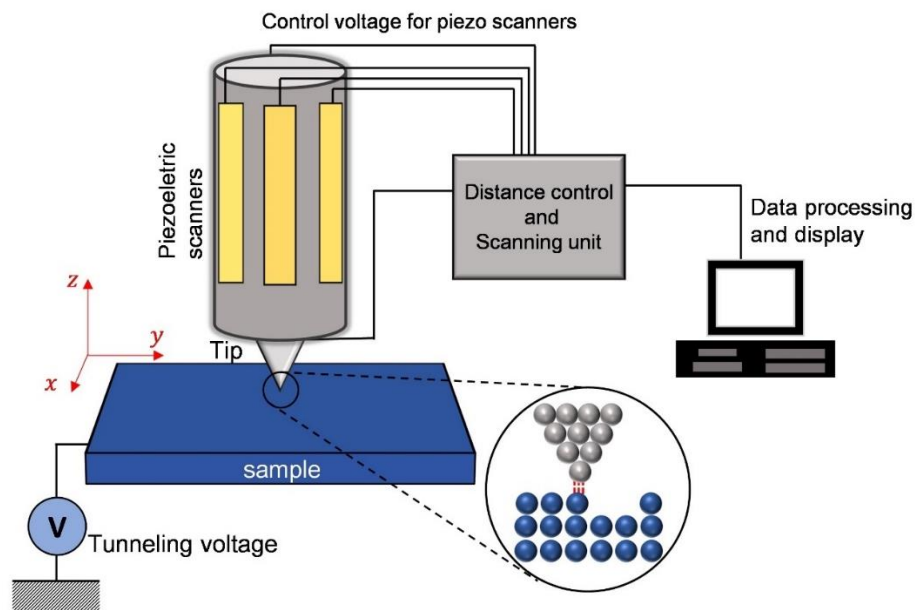 Control voltage for piezo scanners
Piezoeletric
scanners
Distance control
and
Scanning unit
Data processing
and display
z
y
x
Tip
sample
V
Tunneling voltage